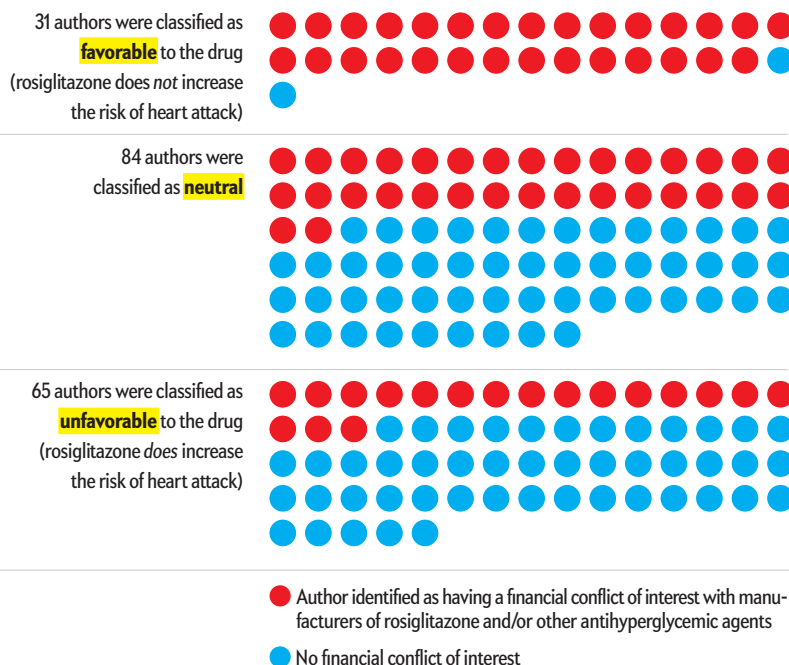 31 authors were classified as
favorable to the drug
(rosiglitazone does not increase
the risk of heart attack)
84 authors were
classified as neutral
65 authors were classified as
unfavorable to the drug
(rosiglitazone does increase
the risk of heart attack)
Author identified as having a financial conflict of interest with manu-
facturers of rosiglitazone and/or other antihyperglycemic agents
No financial conflict of interest